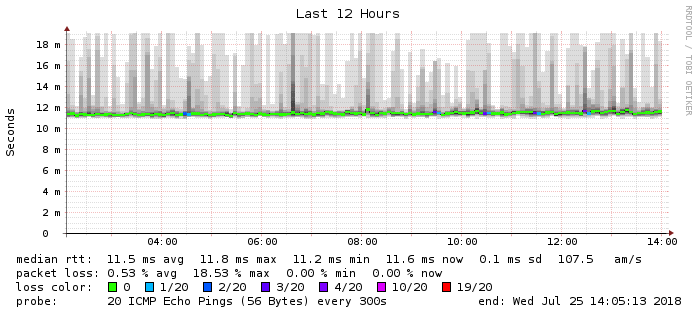 Last 12 Hours
RRDTOOL / TOBI OETIKER
Seconds
18 m
16 m
14 m
12 m
10 m
8 m
6 m
4 m
2 m
0
04:00 06:00 08:00 10:00 12:00 14:00
median rtt: 11.5 ms avg 11.8 ms max 11.2 ms min 11.6 ms now 0.1 ms sd 107.5 am/s
packet loss: 0.53 % avg 18.53 % max 0.00 % min 0.00 % now
loss color: 0 1/20 2/20 3/20 4/20 10/20 19/20
probe: 20 ICMP Echo Pings (56 Bytes) every 300s end: Wed Jul 25 14:05:13 2018